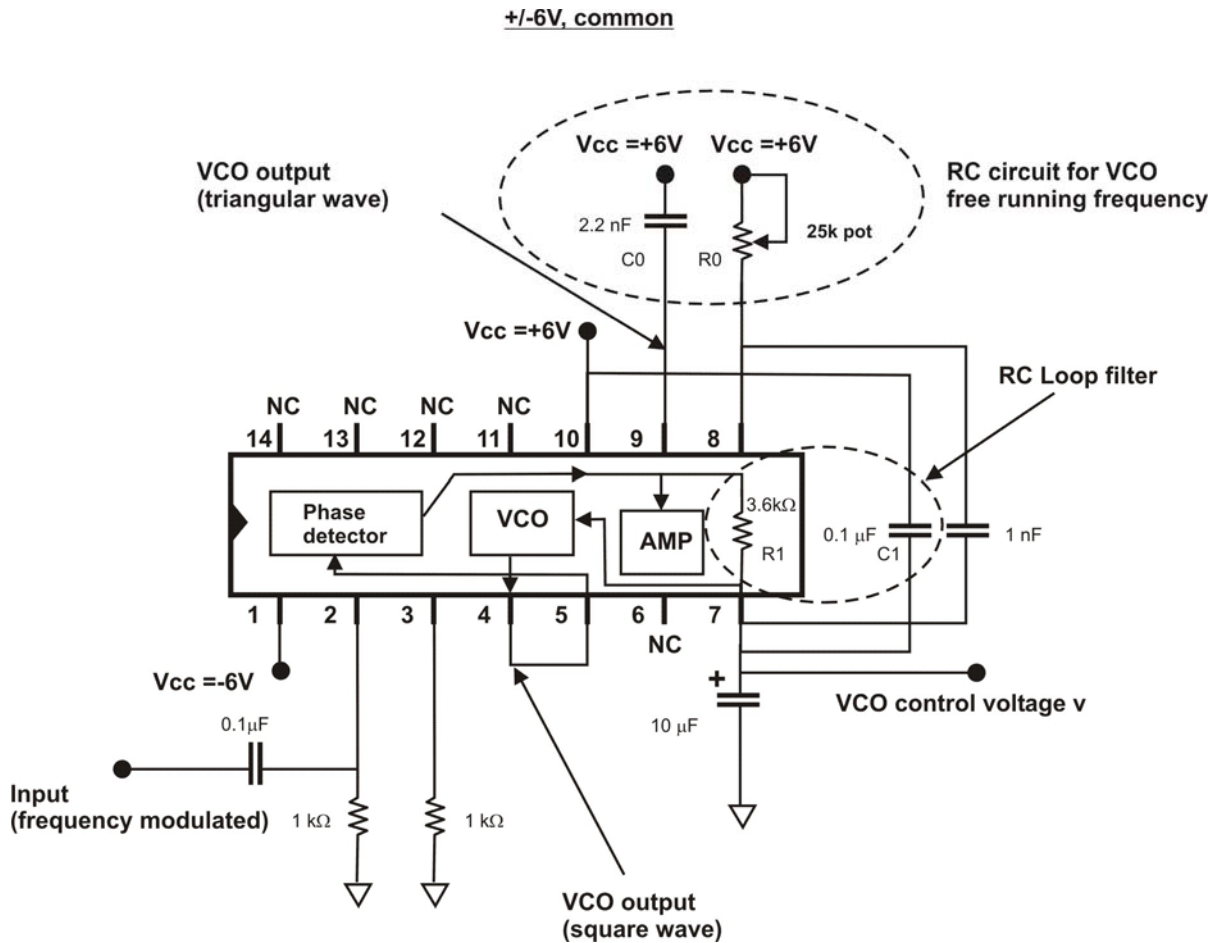 +/-6V, common
VCO output
(triangular wave)
Vcc =+6V
Vcc =+6V
RC circuit for VCO
free running frequency
2.2 nF
C0
R0
25k pot
Vcc =+6V
RC Loop filter
NC
NC
NC
NC
14
13
12
11
10
9
8
Phase
detector
VCO
AMP
3.6kΩ
R1
0.1 μF
C1
1 nF
1
2
3
4
5
6
7
NC
Vcc=-6V
+
10 μF
VCO control voltage v
0.1μF
Input
(frequency modulated)
1 kΩ
1 kΩ
VCO output
(square wave)